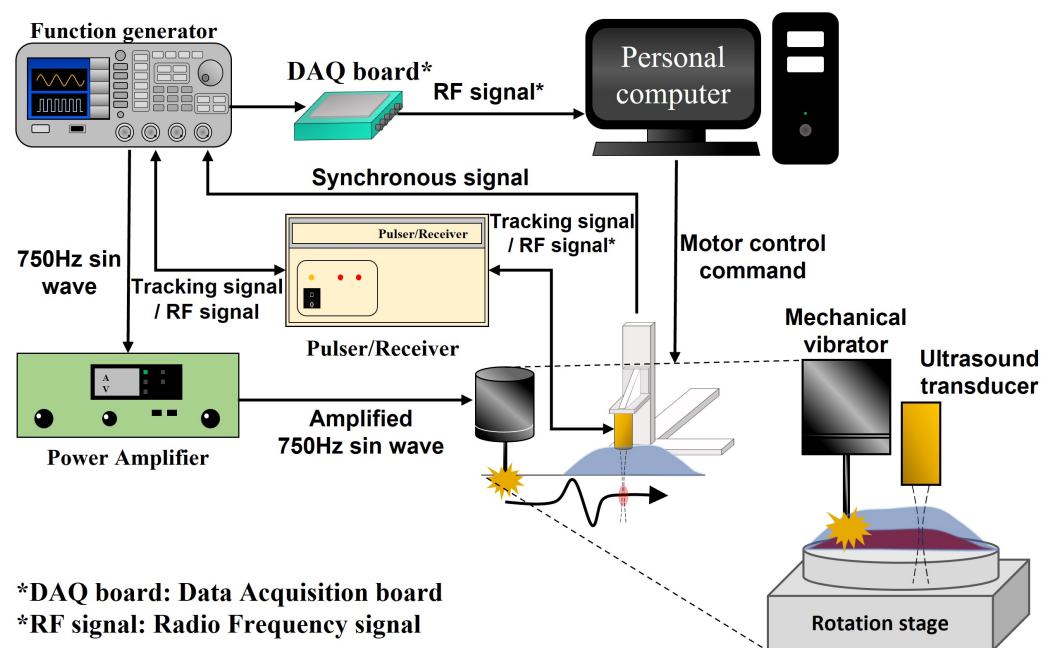 Function generator
DAQ board*
RF signal*
Personal
computer
Synchronous signal
Pulser/Receiver
Tracking signal
/ RF signal*
Motor control
command
750Hz sin
wave
Tracking signal
/ RF signal
0
Pulser/Receiver
Mechanical
vibrator
Ultrasound
transducer
A
V
Amplified
750Hz sin wave
Power Amplifier
*DAQ board: Data Acquisition board
*RF signal: Radio Frequency signal
Rotation stage